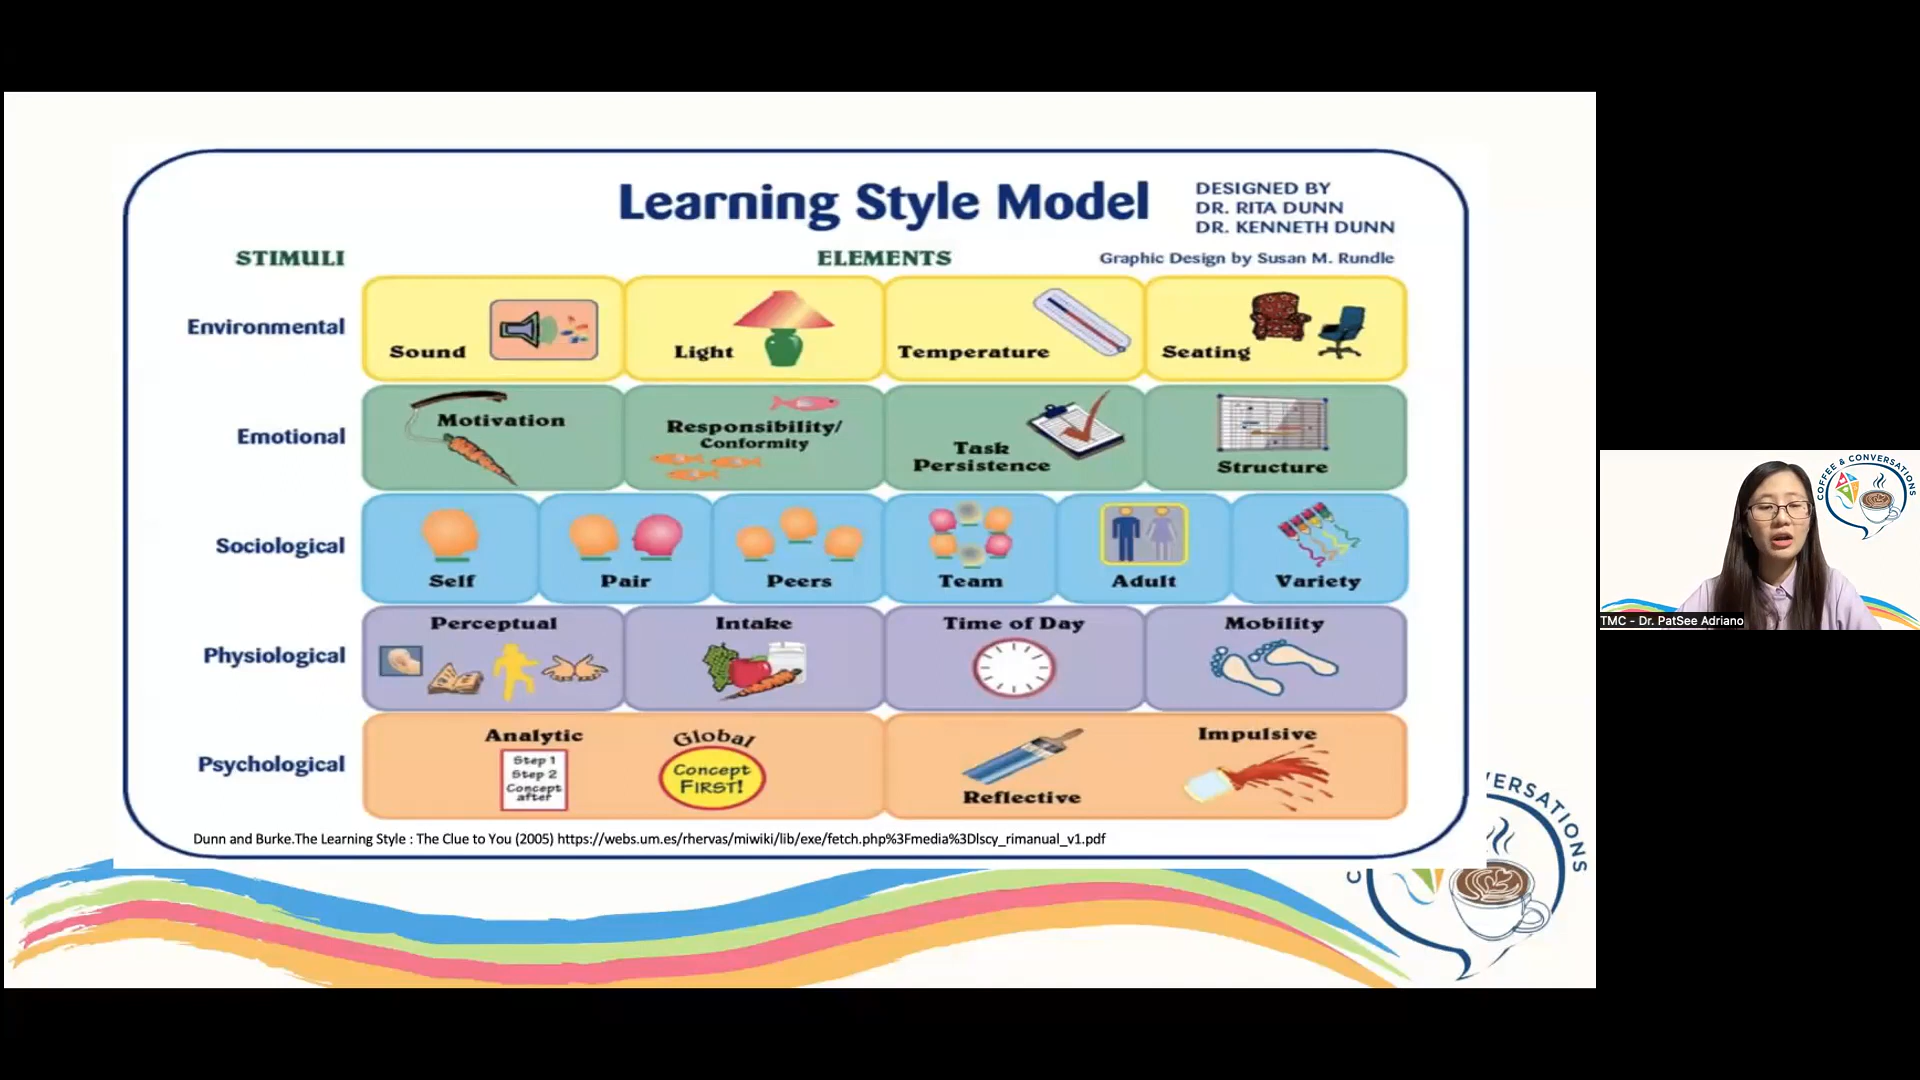 Learning Style Model
DESIGNED BY
DR. RITA DUNN
DR. KENNETH DUNN
STIMULI
ELEMENTS
Graphic Design by Susan M. Rundle
Environmental
Sound
Light
Temperature
Seating
Emotional
Motivation
Responsibility/
Conformity
Task
Persistence
Structure
Sociological
Self
Pair
Peers
Team
Adult
Variety
Physiological
Perceptual
Intake
Time of Day
Mobility
Psychological
Analytic
Step 1
Step 2
Concept
after
Global
Concept
FIRST!
Reflective
Impulsive
Dunn and Burke.The Learning Style : The Clue to You (2005) https://webs.um.es/rhervas/miwiki/lib/exe/fetch.php%3Fmedia%3Dlscy_rimanual_v1.pdf
COFFEE & CONVERSATIONS
TMC - Dr. PatSee Adriano